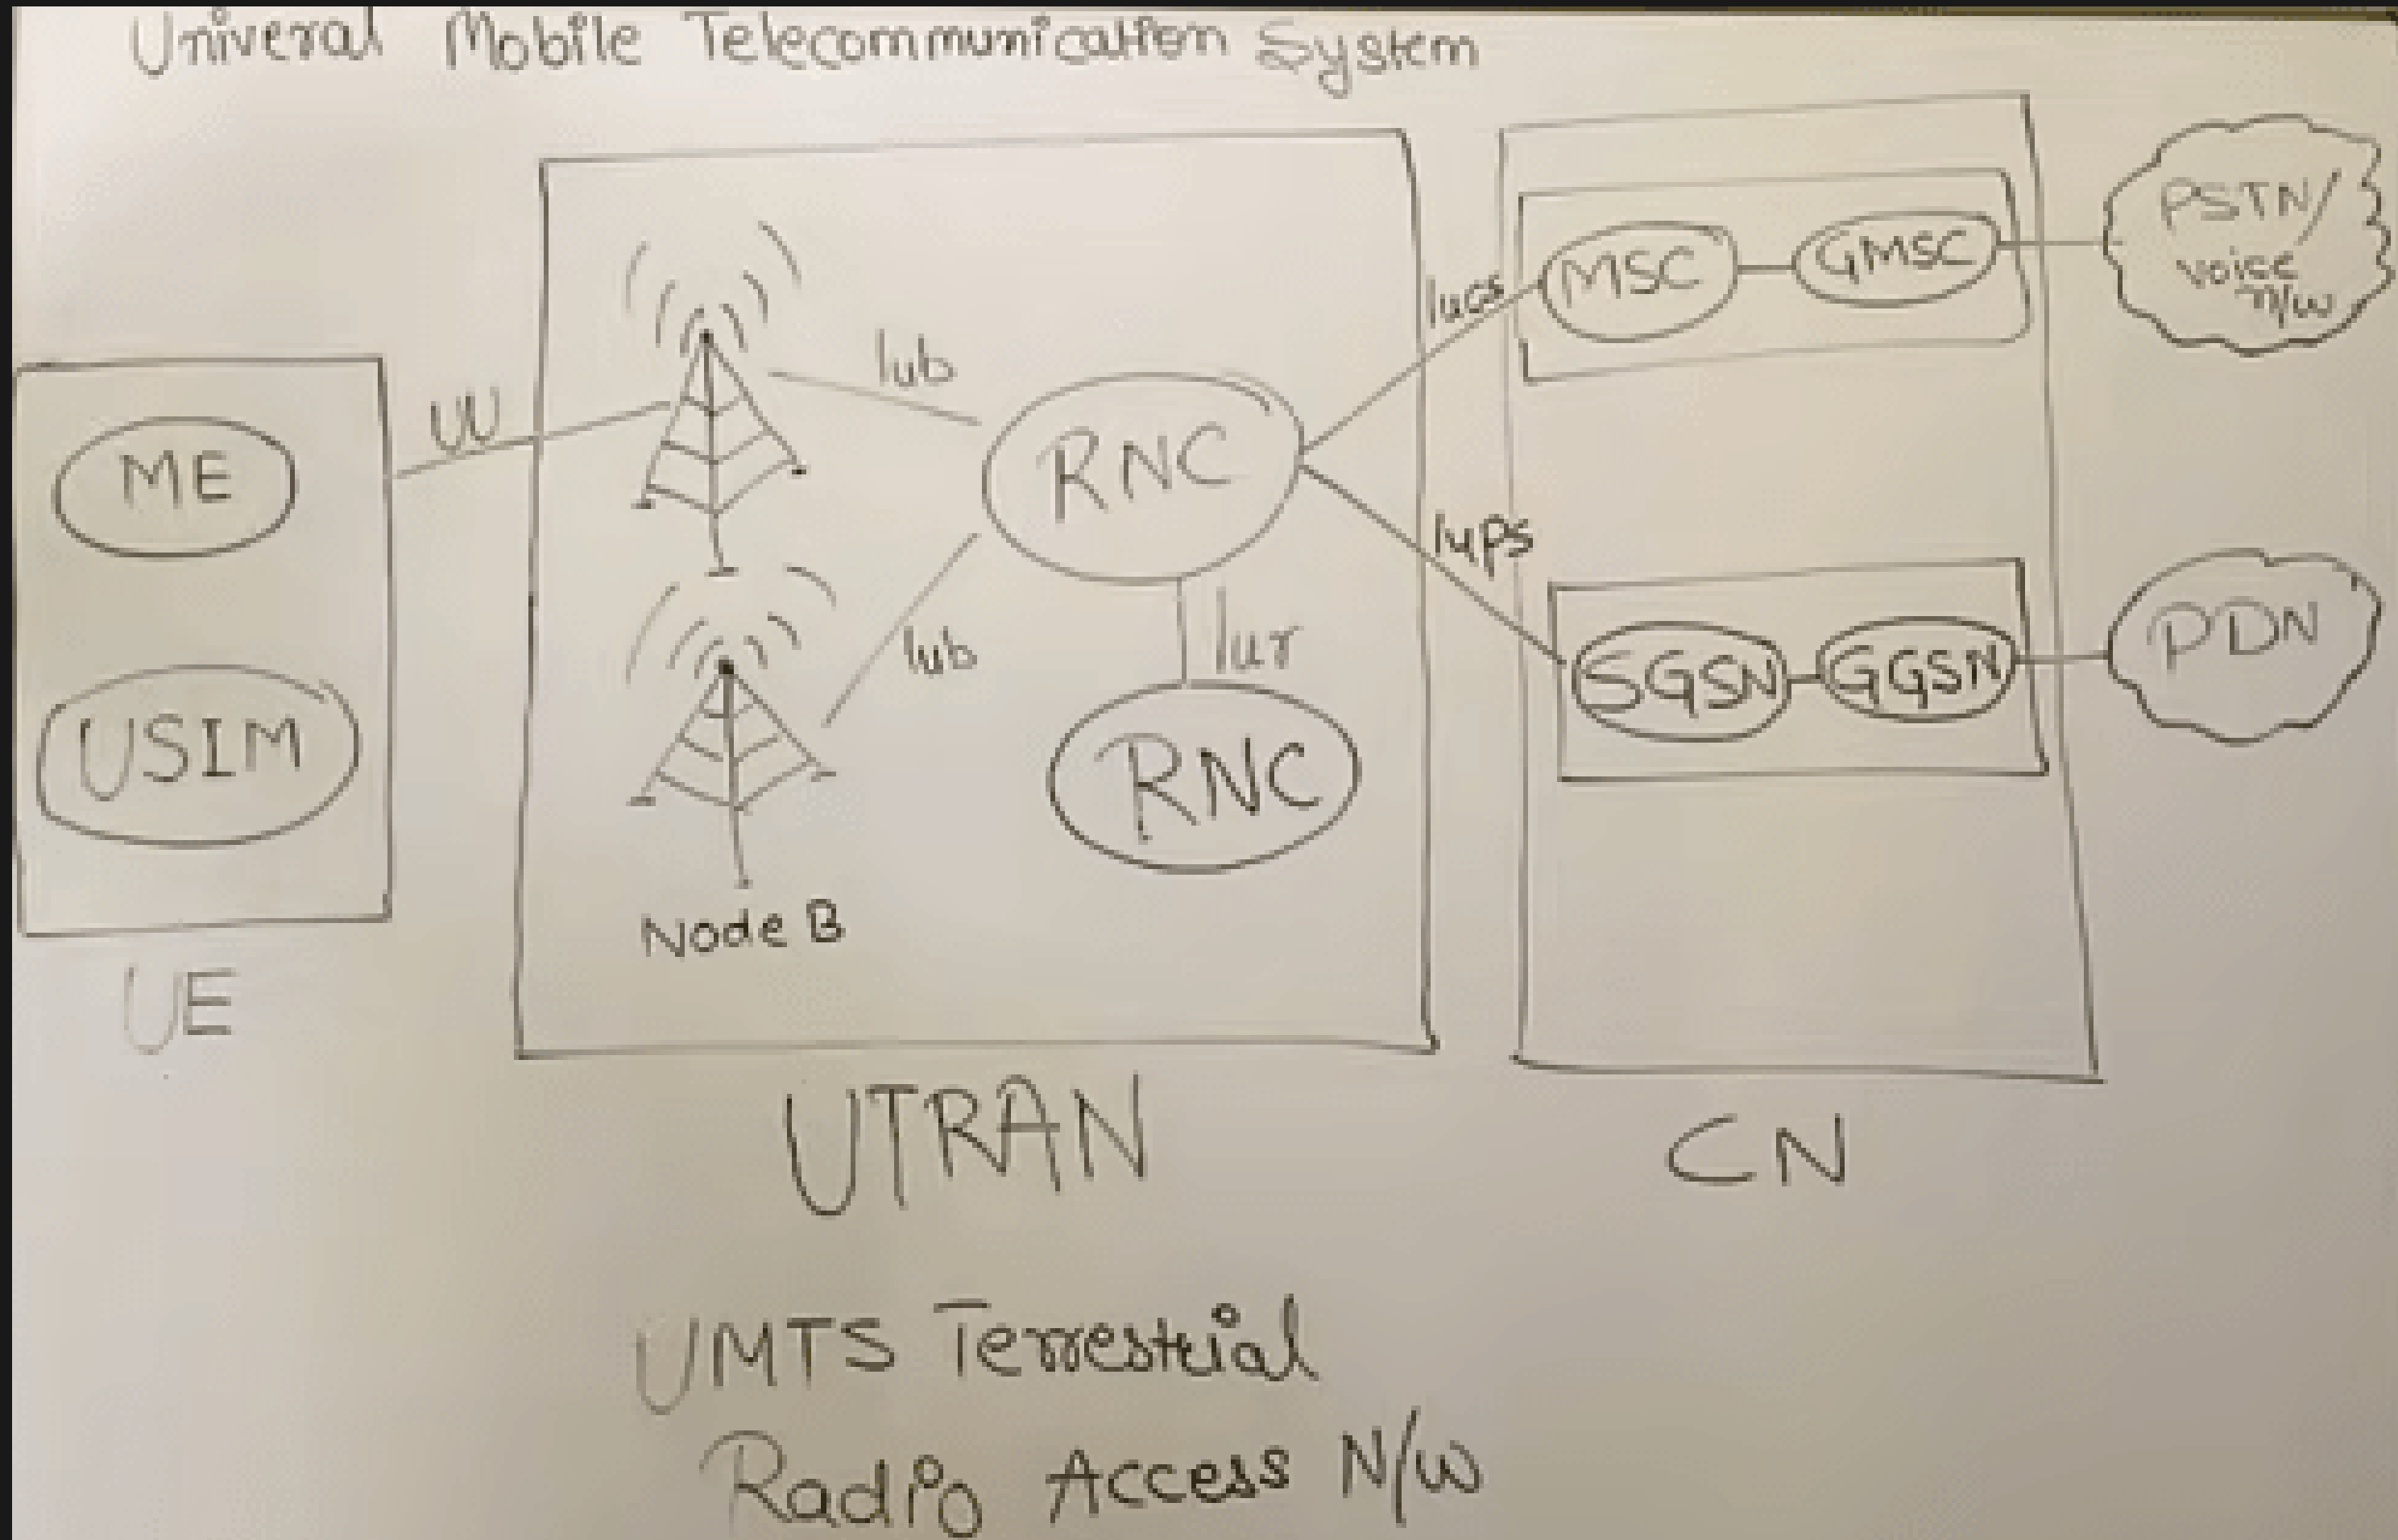 Univeral Mobile Telecommunication System
ME
USIM
UE
UU
Iub
Iub
Node B
RNC
Iur
RNC
UTRAN
Iucs
Iups
MSC
GMSC
SGSN
GGSN
CN
PSTN/
voice
n/w
PDN
UMTS Terrestrial
Radio Access N/W